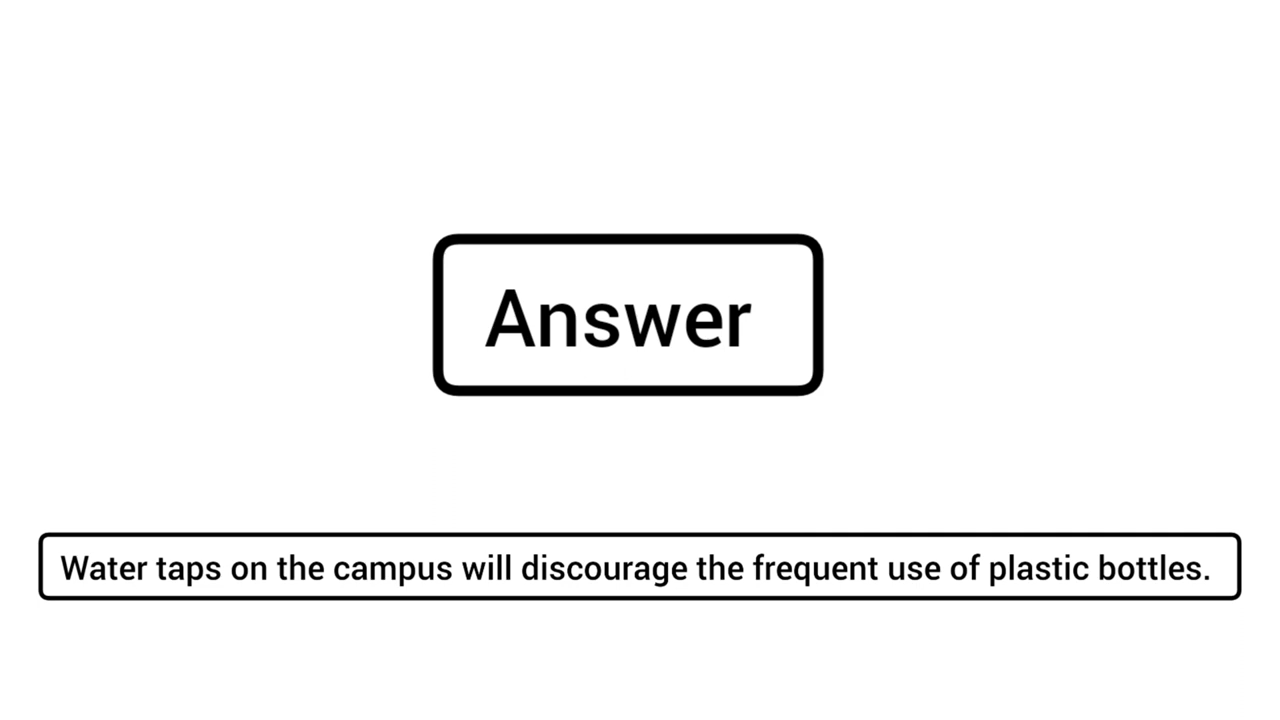 Answer
Water taps on the campus will discourage the frequent use of plastic bottles.